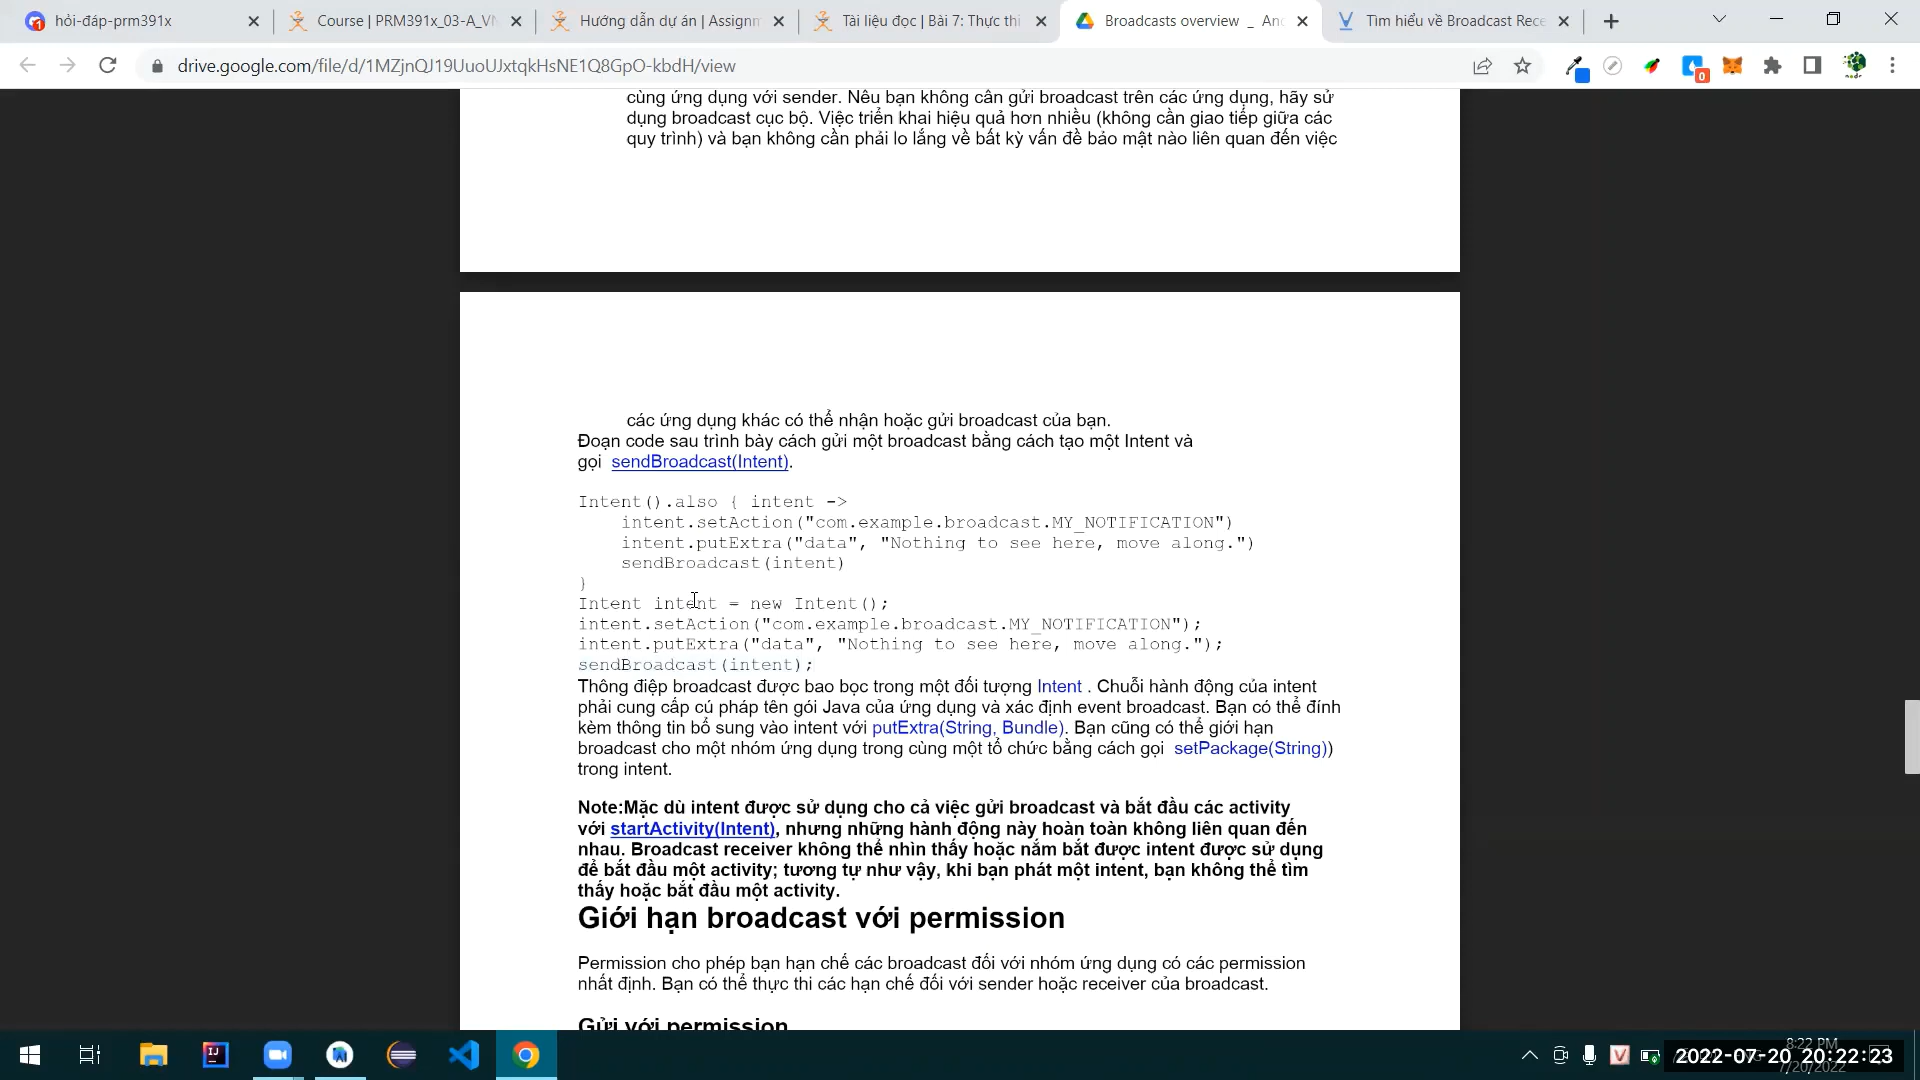 hỏi-đáp-prm391x
Course | PRM391x_03-A_VN
Hướng dẫn dự án | Assignm
Tài liệu đọc | Bài 7: Thực thi
Broadcasts overview _ And
Tìm hiểu về Broadcast Rece
drive.google.com/file/d/1MZjnQJ19UuoUJxtqkHsNE1Q8GpO-kbdH/view
0
cùng ứng dụng với sender. Nếu bạn không cần gửi broadcast trên các ứng dụng, hãy sử
dụng broadcast cục bộ. Việc triển khai hiệu quả hơn nhiều (không cần giao tiếp giữa các
quy trình) và bạn không cần phải lo lắng về bất kỳ vấn đề bảo mật nào liên quan đến việc
các ứng dụng khác có thể nhận hoặc gửi broadcast của bạn.
Đoạn code sau trình bày cách gửi một broadcast bằng cách tạo một Intent và
gọi sendBroadcast(Intent).
Intent().also { intent ->
intent.setAction("com.example.broadcast.MY_NOTIFICATION")
intent.putExtra("data", "Nothing to see here, move along.")
sendBroadcast(intent)
}
Intent intent = new Intent();
intent.setAction("com.example.broadcast.MY_NOTIFICATION");
intent.putExtra("data", "Nothing to see here, move along.");
sendBroadcast(intent);
Thông điệp broadcast được bao bọc trong một đối tượng Intent . Chuỗi hành động của intent
phải cung cấp cú pháp tên gói Java của ứng dụng và xác định event broadcast. Bạn có thể đính
kèm thông tin bổ sung vào intent với putExtra(String, Bundle). Bạn cũng có thể giới hạn
broadcast cho một nhóm ứng dụng trong cùng một tổ chức bằng cách gọi setPackage(String))
trong intent.
Note:Mặc dù intent được sử dụng cho cả việc gửi broadcast và bắt đầu các activity
với startActivity(Intent), nhưng những hành động này hoàn toàn không liên quan đến
nhau. Broadcast receiver không thể nhìn thấy hoặc nắm bắt được intent được sử dụng
để bắt đầu một activity; tương tự như vậy, khi bạn phát một intent, bạn không thể tìm
thấy hoặc bắt đầu một activity.
Giới hạn broadcast với permission
Permission cho phép bạn hạn chế các broadcast đối với nhóm ứng dụng có các permission
nhất định. Bạn có thể thực thi các hạn chế đối với sender hoặc receiver của broadcast.
Gửi với permission
8:22 PM
2022-07-20 20:22:23
7/20/2022